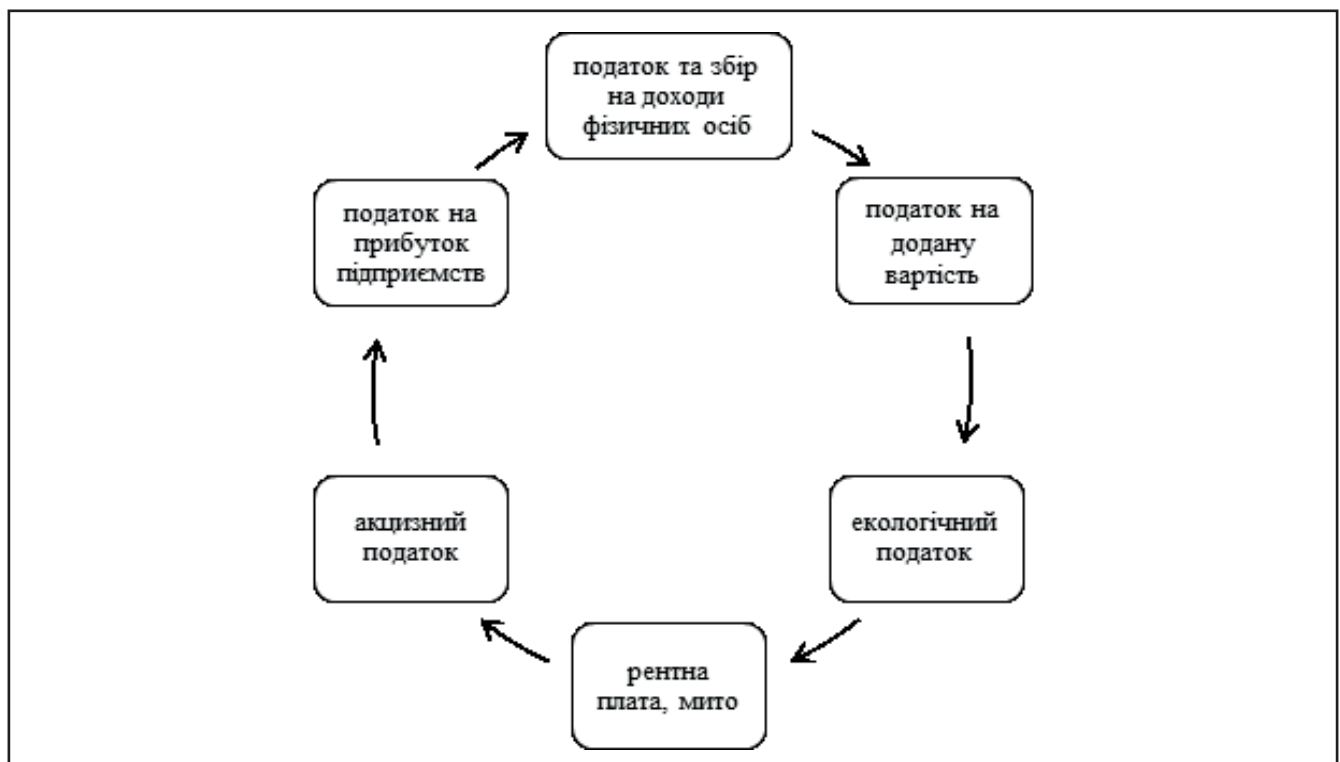 податок та збір
на доходи
фізичних осіб
податок на
додану
вартість
екологічний
податок
рентна
плата, мито
акцизний
податок
податок на
прибуток
підприємств